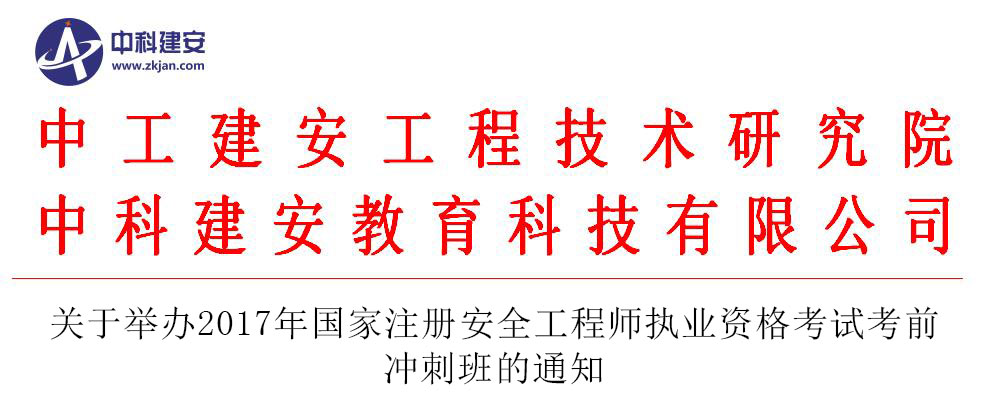 中科建安
www.zkjan.com
中工建安工程技术研究院
中科建安教育科技有限公司
关于举办2017年国家注册安全工程师执业资格考试考前
冲刺班的通知